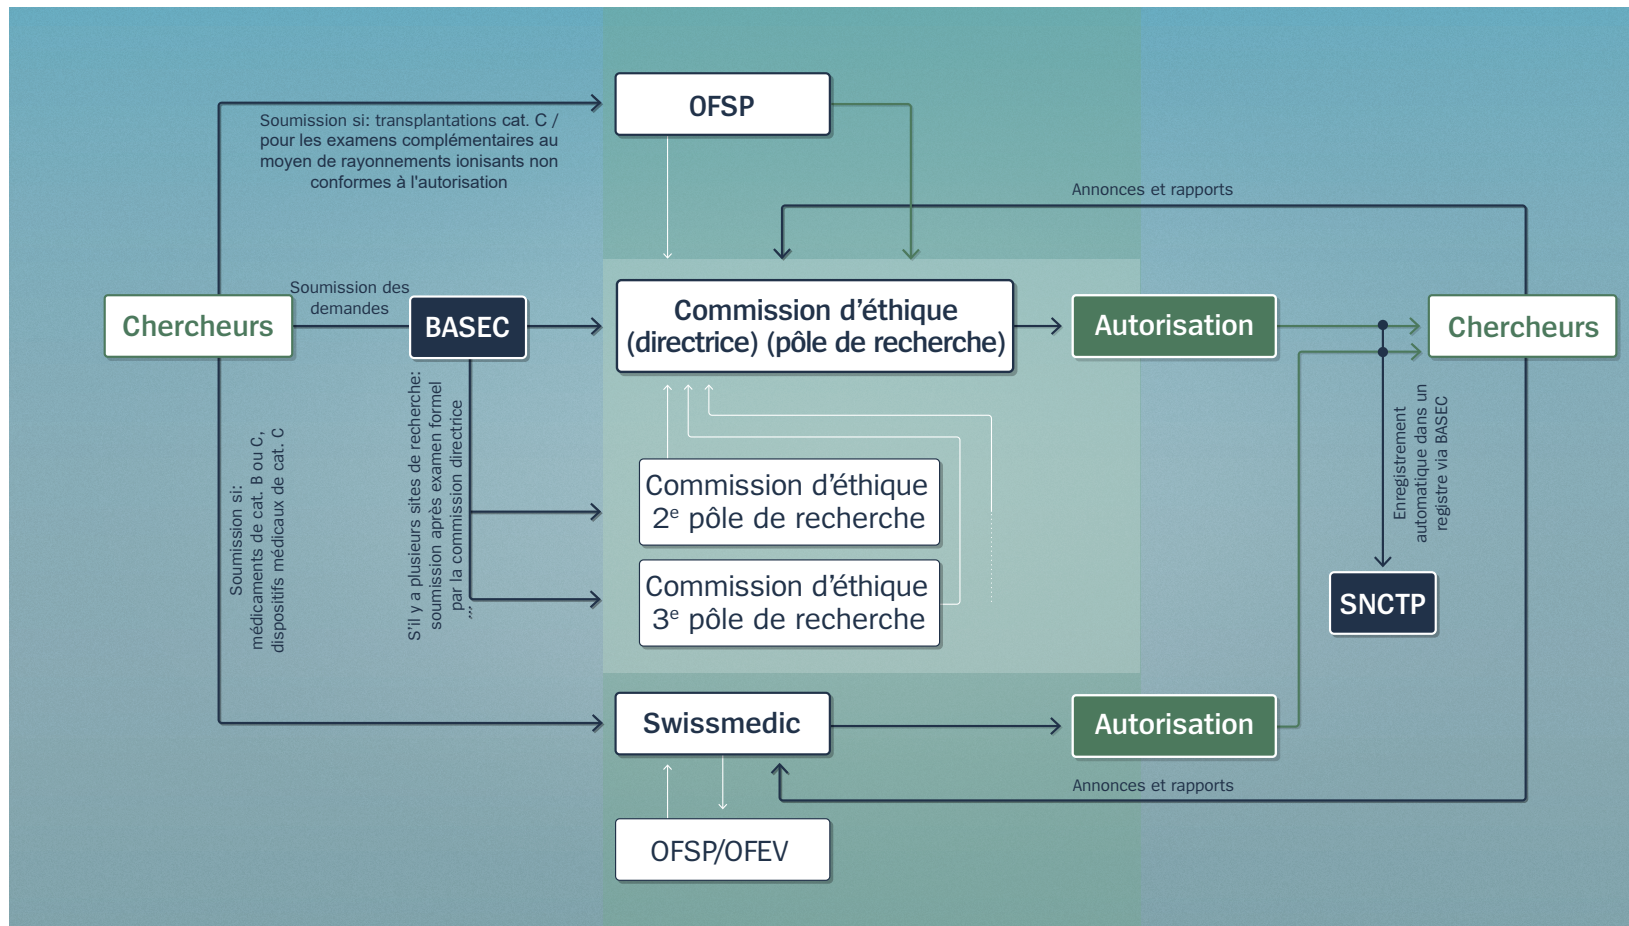 OFSP
Soumission si: transplantations cat. C /
pour les examens complémentaires au
moyen de rayonnements ionisants non
conformes à l'autorisation
Annonces et rapports
Chercheurs
Soumission des
demandes
BASEC
Commission d’éthique
(directrice) (pôle de recherche)
Autorisation
Chercheurs
Soumission si:
médicaments de cat. B ou C,
dispositifs médicaux de cat. C
S’il y a plusieurs sites de recherche:
soumission après examen formel
par la commission directrice
,,,
Commission d’éthique
2e pôle de recherche
Commission d’éthique
3e pôle de recherche
Enregistrement
automatique dans un
registre via BASEC
SNCTP
Swissmedic
Autorisation
Annonces et rapports
OFSP/OFEV